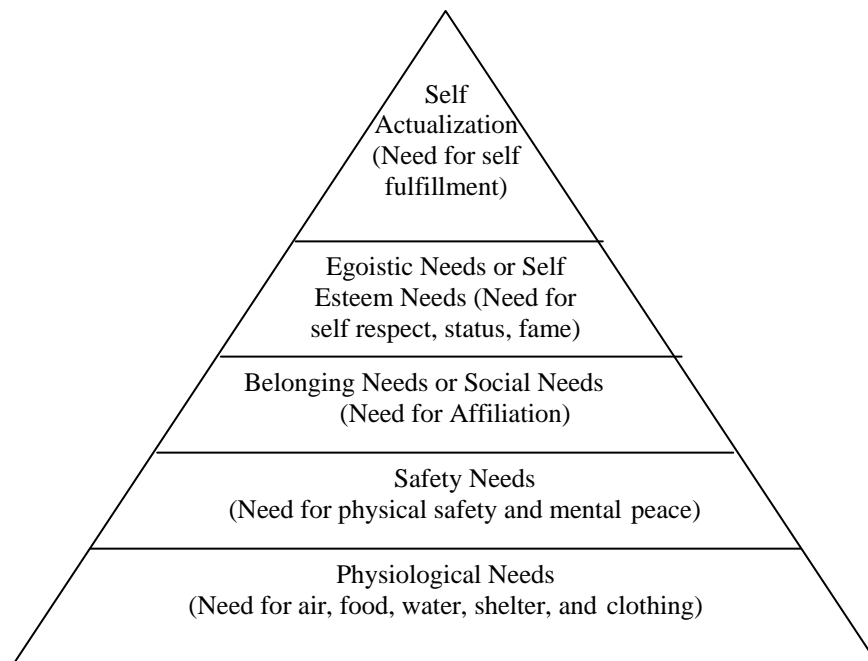 Self
Actualization
(Need for self
fulfillment)
Egoistic Needs or Self
Esteem Needs (Need for
self respect, status, fame)
Belonging Needs or Social Needs
(Need for Affiliation)
Safety Needs
(Need for physical safety and mental peace)
Physiological Needs
(Need for air, food, water, shelter, and clothing)